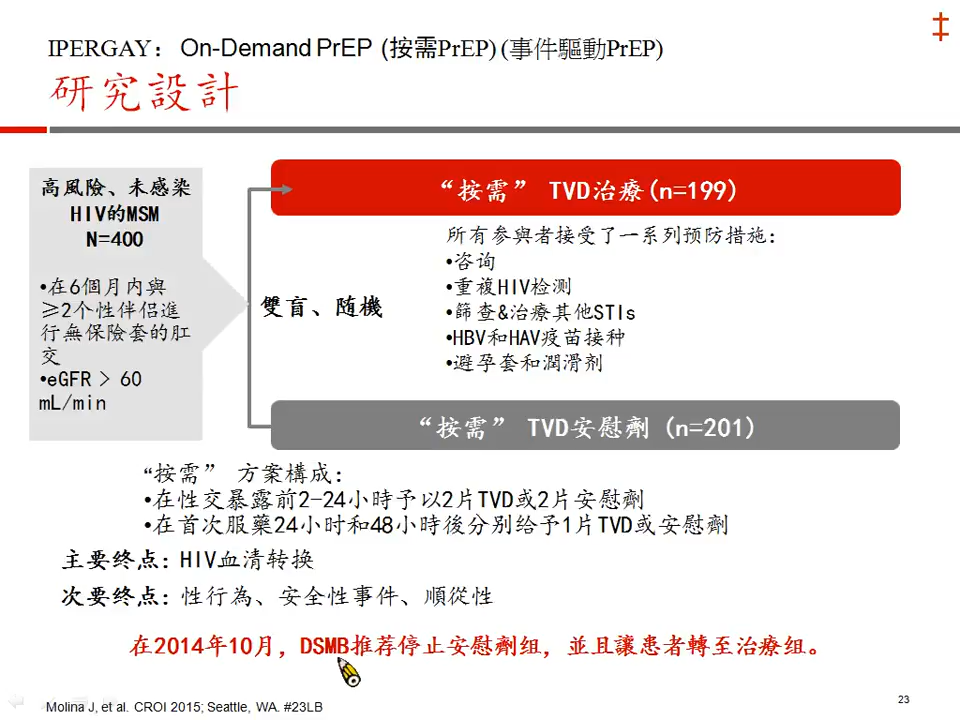 IPERGAY：On-Demand PrEP (按需PrEP) (事件驅動PrEP)
研究設計
高風險、未感染
HIV的MSM
N=400
•在6個月內與
≥2个性伴侣進
行無保險套的肛
交
•eGFR > 60
mL/min
雙盲、随機
“按需” TVD治療(n=199)
所有參與者接受了一系列預防措施:
•咨询
•重複HIV检测
•篩查&治療其他STIs
•HBV和HAV疫苗接种
•避孕套和潤滑剂
“按需” TVD安慰劑 (n=201)
“按需” 方案構成:
•在性交暴露前2-24小時予以2片TVD或2片安慰劑
•在首次服藥24小时和48小時後分别给予1片TVD或安慰劑
主要终点: HIV血清转换
次要终点: 性行為、安全性事件、順從性
在2014年10月，DSMB推荐停止安慰劑组，並且讓患者轉至治療组。
Molina J, et al. CROI 2015; Seattle, WA. #23LB
23